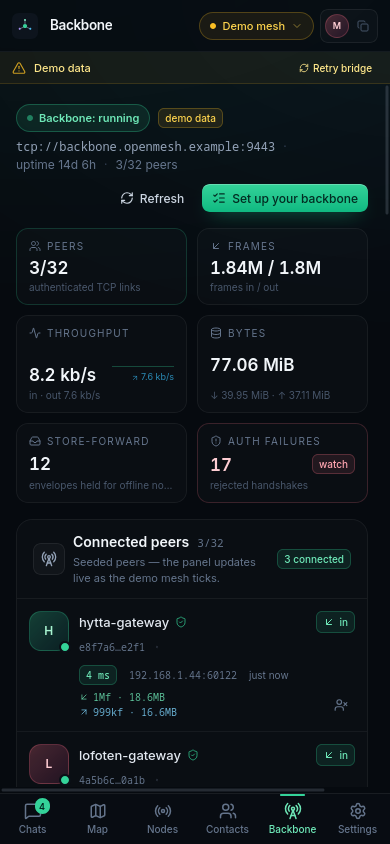 Backbone
Demo mesh
M
Demo data
Retry bridge
Backbone: running
demo data
tcp://backbone.openmesh.example:9443 ·
uptime 14d 6h · 3/32 peers
Refresh
Set up your backbone
PEERS
3/32
authenticated TCP links
FRAMES
1.84M / 1.8M
frames in / out
THROUGHPUT
8.2 kb/s
↗ 7.6 kb/s
in · out 7.6 kb/s
BYTES
77.06 MiB
↓ 39.95 MiB · ↑ 37.11 MiB
STORE-FORWARD
12
envelopes held for offline no…
AUTH FAILURES
17
watch
rejected handshakes
Connected peers 3/32
Seeded peers — the panel updates
live as the demo mesh ticks.
3 connected
H
hytta-gateway
in
e8f7a6…e2f1 ·
4 ms 192.168.1.44:60122 just now
↙ 1Mf · 18.6MB
↗ 999kf · 16.6MB
L
lofoten-gateway
in
4a5b6c…0a1b ·
4
Chats
Map
Nodes
Contacts
Backbone
Settings